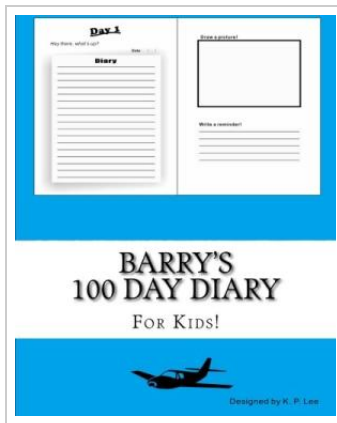 Day 1
Hey there, what's up?
Date
Diary
Draw a picture!
Write a reminder!
BARRY'S
100 DAY DIARY
FOR KIDS!
Designed by K. P. Lee